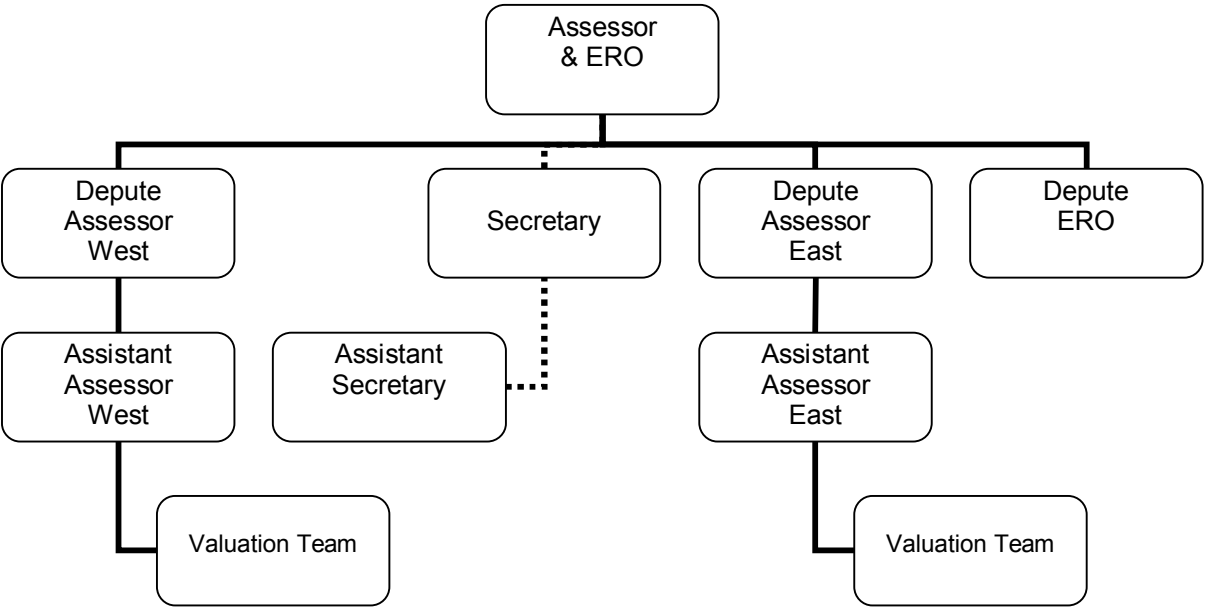 Assessor
& ERO
Depute
Assessor
West
Secretary
Depute
Assessor
East
Depute
ERO
Assistant
Assessor
West
Assistant
Secretary
Assistant
Assessor
East
Valuation Team
Valuation Team